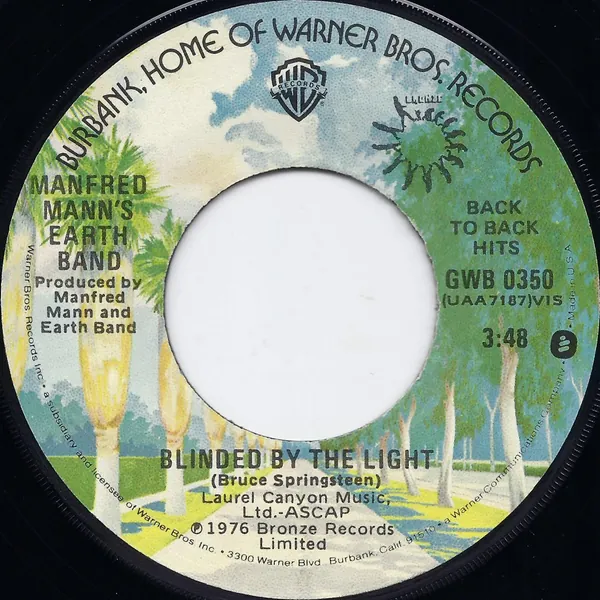 BURBANK, HOME OF WARNER BROS. RECORDS
WB
RECORDS
BRONZE
MANFRED
MANN'S
EARTH
BAND
Produced by
Manfred
Mann and
Earth Band
BACK
TO BACK
HITS
GWB 0350
(UAA7187)V1S
3:48
BLINDED BY THE LIGHT
(Bruce Springsteen)
Laurel Canyon Music,
Ltd.-ASCAP
℗ 1976 Bronze Records
Limited
Warner Bros. Records Inc. • a subsidiary and licensee of Warner Bros. Inc. • 3300 Warner Blvd. Burbank, Calif. 91510 • a Warner Communications Company • Made in U.S.A.